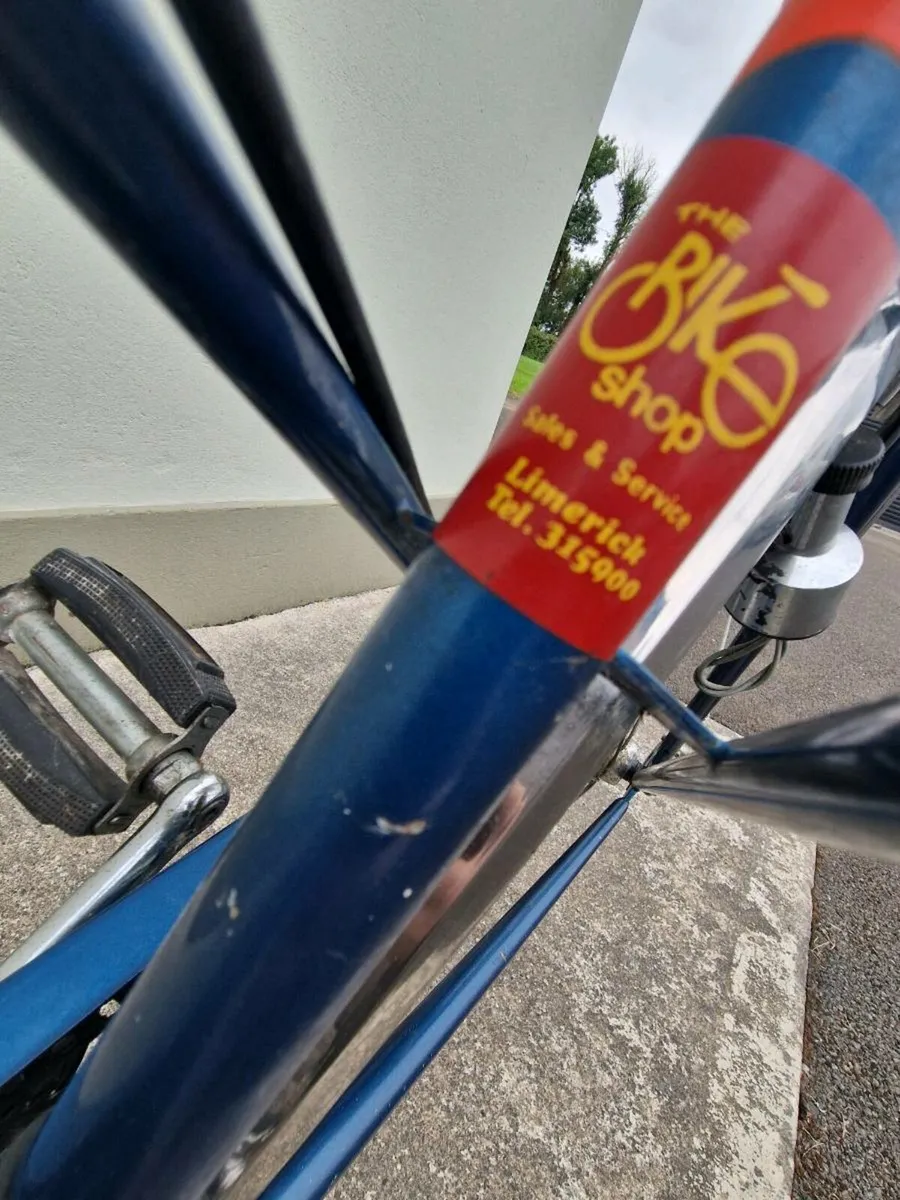 THE
BIKE
shop
Sales & Service
Limerick
Tel. 315900